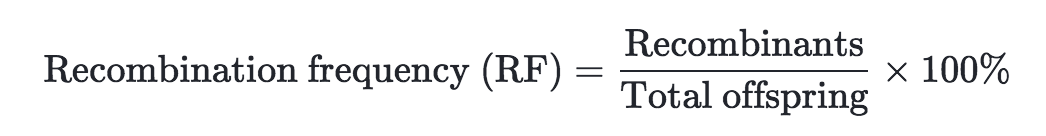 Recombination frequency (RF) = Recombinants / Total offspring × 100%